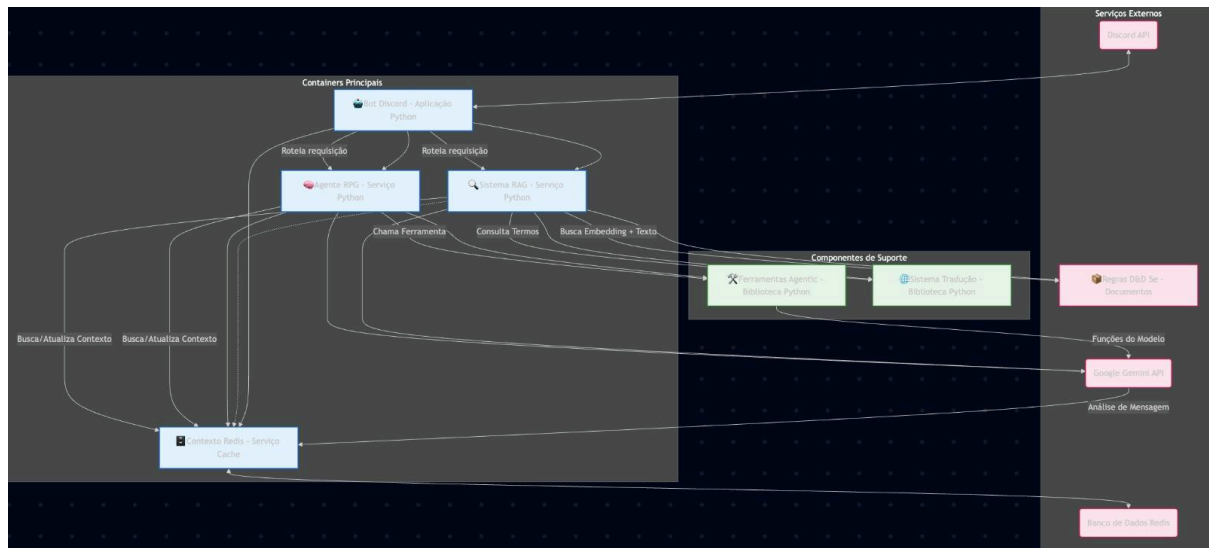 Serviços Externos
Discord API
Containers Principais
Bot Discord - Aplicação
Python
Roteia requisição
Roteia requisição
Agente RPG - Serviço
Python
Sistema RAG - Serviço
Python
Chama Ferramenta
Consulta Termos
Busca Embedding + Texto
Componentes de Suporte
Ferramentas Agentic -
Biblioteca Python
Sistema Tradução -
Biblioteca Python
Regras D&D 5e -
Documentos
Busca/Atualiza Contexto
Busca/Atualiza Contexto
Funções do Modelo
Google Gemini API
Análise de Mensagem
Contexto Redis - Serviço
Cache
Banco de Dados Redis